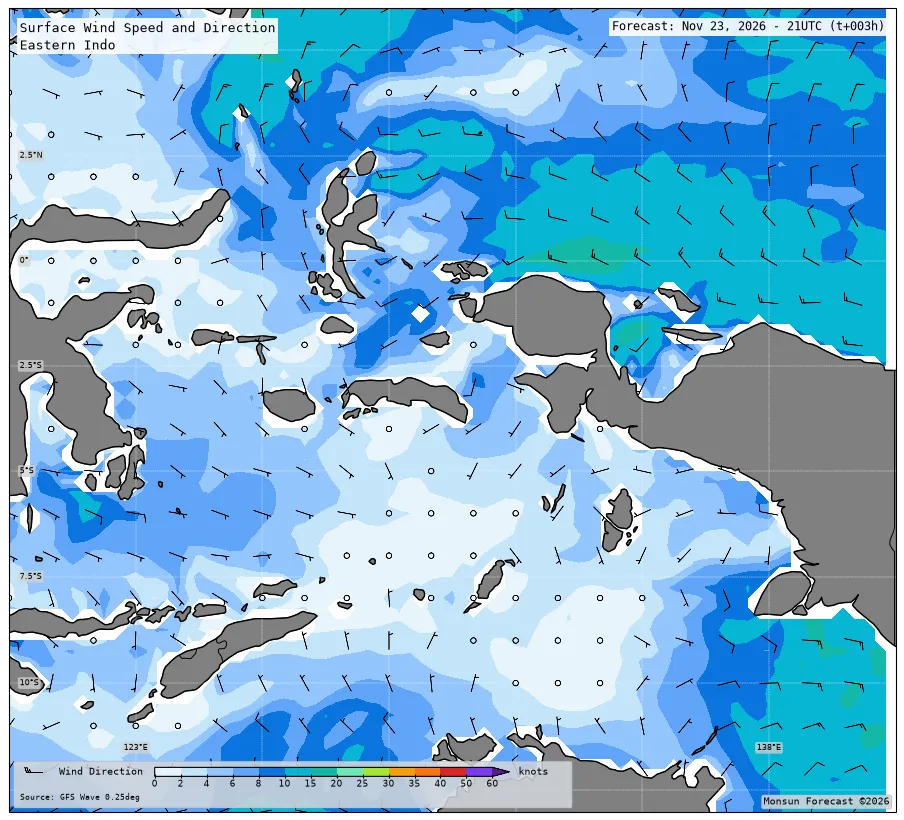 Surface Wind Speed and Direction
Eastern Indo
Forecast: Nov 23, 2026 - 21UTC (t+003h)
2.5°N
0°
2.5°S
5°S
7.5°S
10°S
123°E
138°E
Wind Direction
knots
0 2 4 6 8 10 15 20 25 30 35 40 50 60
Source: GFS Wave 0.25deg
Monsun Forecast ©2026